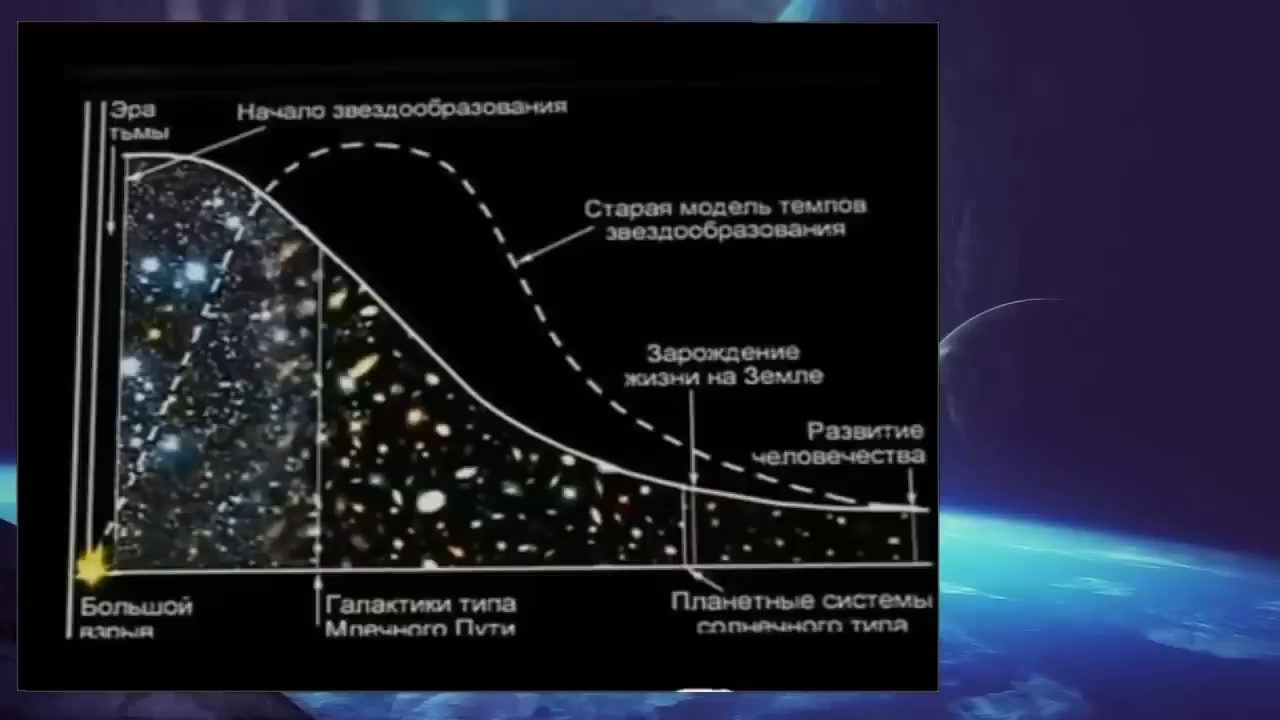 Эра
тьмы
Начало звездообразования
Старая модель темпов
звездообразования
Зарождение
жизни на Земле
Развитие
человечества
Большой
взрыв
Галактики типа
Млечного Пути
Планетные системы
солнечного типа